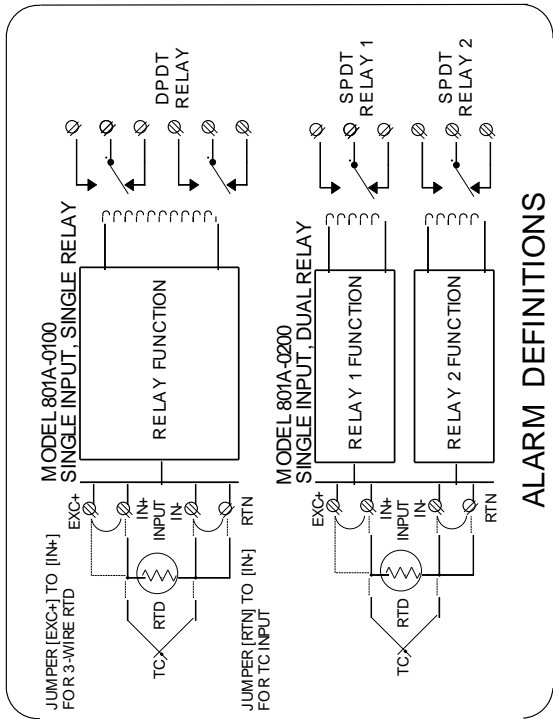 JUMPER [EXC+] TO [IN+]
FOR 3-WIRE RTD
MODEL 801A-0100
SINGLE INPUT, SINGLE RELAY
EXC+
IN+
INPUT
IN-
RTN
RTD
TC
JUMPER [RTN] TO [IN-]
FOR TC INPUT
RELAY FUNCTION
DPDT
RELAY
MODEL 801A-0200
SINGLE INPUT, DUAL RELAY
EXC+
IN+
INPUT
IN-
RTN
RTD
TC
RELAY 1 FUNCTION
RELAY 2 FUNCTION
SPDT
RELAY 1
SPDT
RELAY 2
ALARM DEFINITIONS